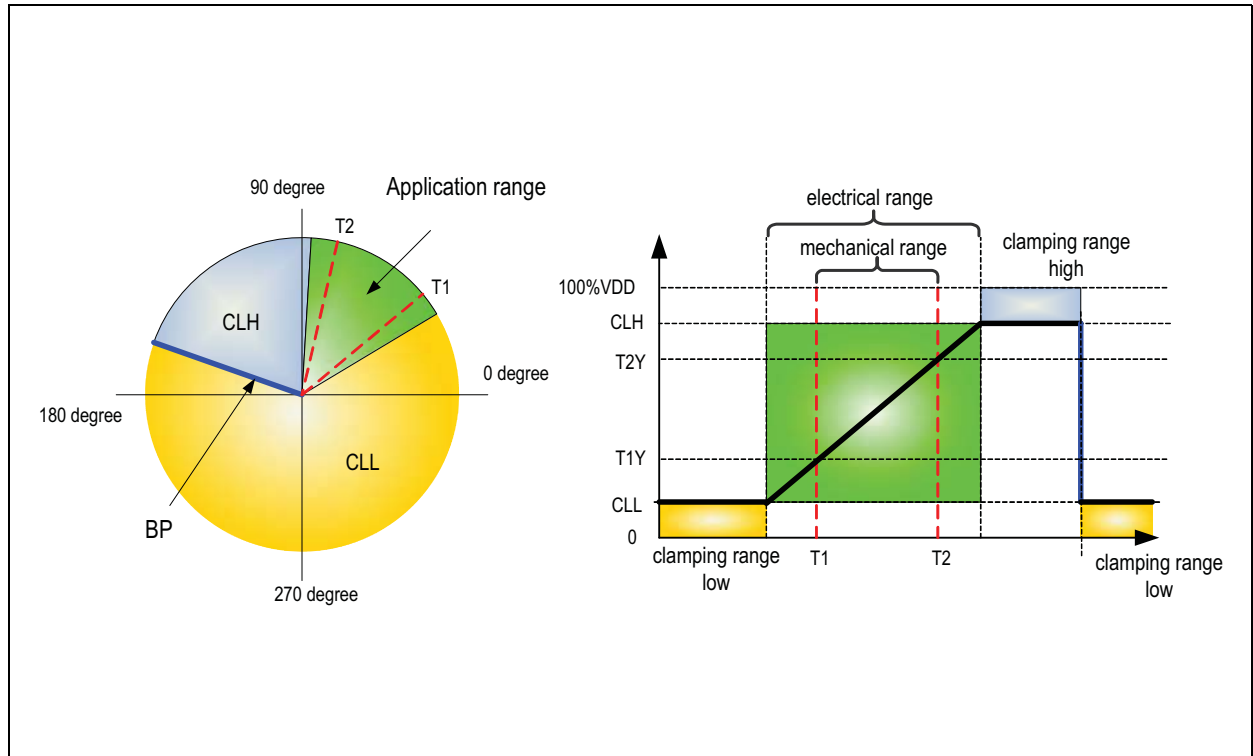 90 degree
Application range
T2
T1
CLH
0 degree
180 degree
CLL
BP
270 degree
electrical range
mechanical range
clamping range
high
100%VDD
CLH
T2Y
T1Y
CLL
0
clamping range
low
T1
T2
clamping range
low